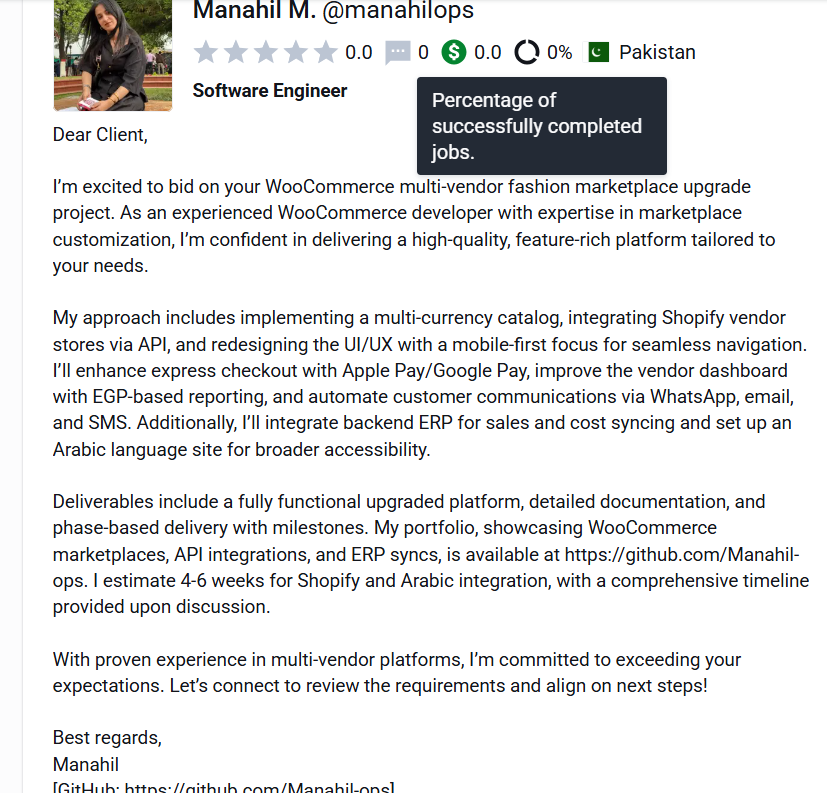 Manahil M. @manahilops
0.0 0 0.0 0% Pakistan
Software Engineer
Percentage of
successfully completed
jobs.
Dear Client,
I'm excited to bid on your WooCommerce multi-vendor fashion marketplace upgrade
project. As an experienced WooCommerce developer with expertise in marketplace
customization, I'm confident in delivering a high-quality, feature-rich platform tailored to
your needs.
My approach includes implementing a multi-currency catalog, integrating Shopify vendor
stores via API, and redesigning the UI/UX with a mobile-first focus for seamless navigation.
I'll enhance express checkout with Apple Pay/Google Pay, improve the vendor dashboard
with EGP-based reporting, and automate customer communications via WhatsApp, email,
and SMS. Additionally, I'll integrate backend ERP for sales and cost syncing and set up an
Arabic language site for broader accessibility.
Deliverables include a fully functional upgraded platform, detailed documentation, and
phase-based delivery with milestones. My portfolio, showcasing WooCommerce
marketplaces, API integrations, and ERP syncs, is available at https://github.com/Manahil-
ops. I estimate 4-6 weeks for Shopify and Arabic integration, with a comprehensive timeline
provided upon discussion.
With proven experience in multi-vendor platforms, I'm committed to exceeding your
expectations. Let's connect to review the requirements and align on next steps!
Best regards,
Manahil
[GitHub: https://github.com/Manahil-ops]